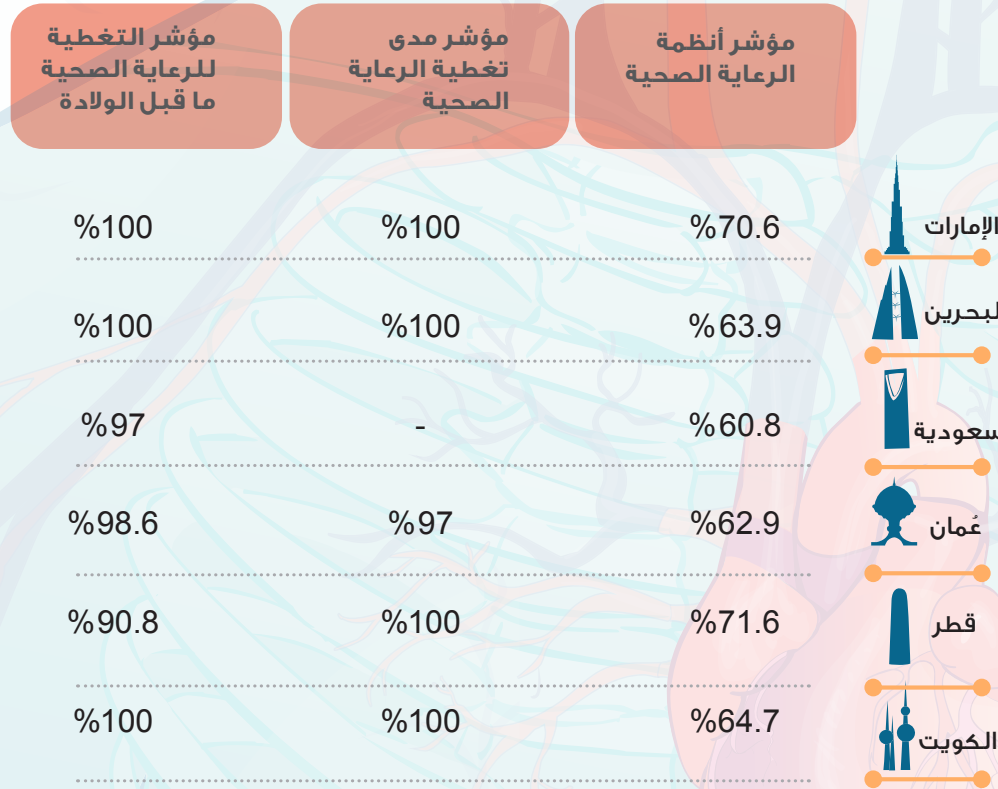 مؤشر أنظمة
الرعاية الصحية
مؤشر مدى
تغطية الرعاية
الصحية
مؤشر التغطية
للرعاية الصحية
ما قبل الولادة
الإمارات %70.6 %100 %100
لبحرين %63.9 %100 %100
سعودية %60.8 - %97
عُمان %62.9 %97 %98.6
قطر %71.6 %100 %90.8
الكويت %64.7 %100 %100